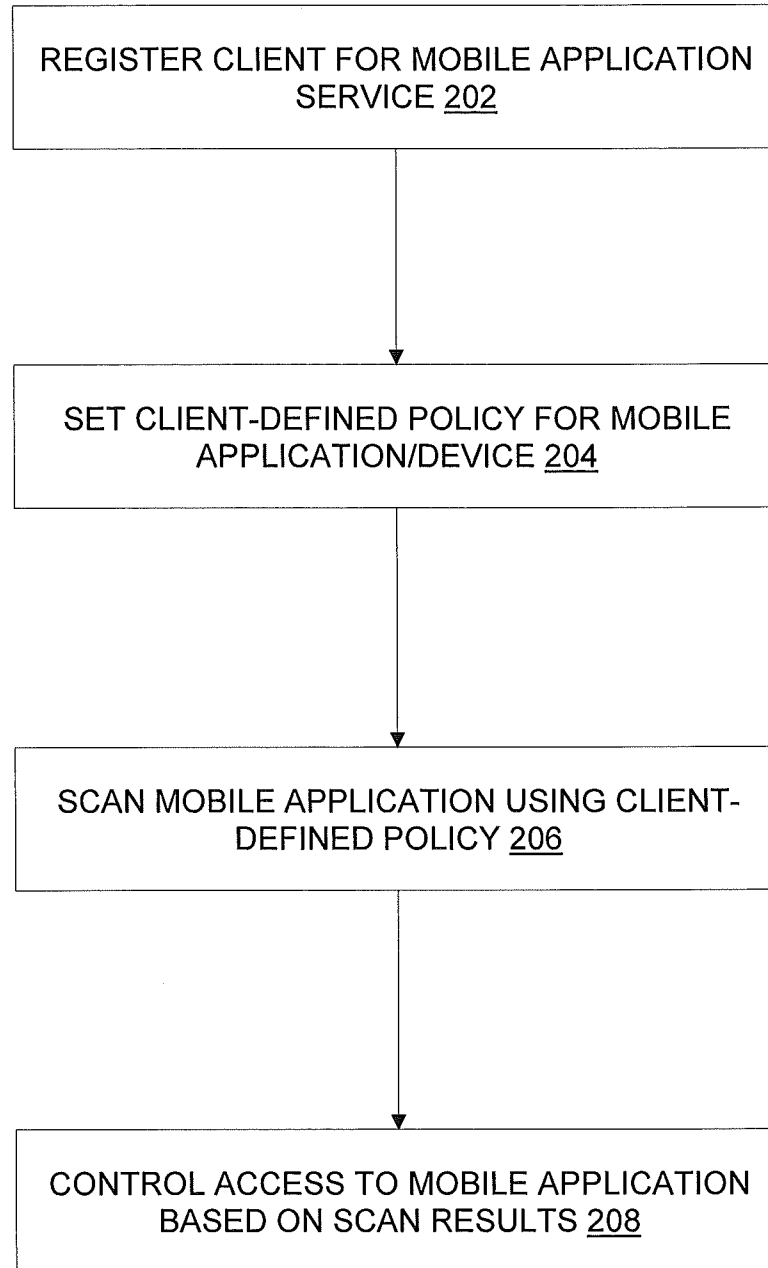 REGISTER CLIENT FOR MOBILE APPLICATION
SERVICE 202
SET CLIENT-DEFINED POLICY FOR MOBILE
APPLICATION/DEVICE 204
SCAN MOBILE APPLICATION USING CLIENT-
DEFINED POLICY 206
CONTROL ACCESS TO MOBILE APPLICATION
BASED ON SCAN RESULTS 208